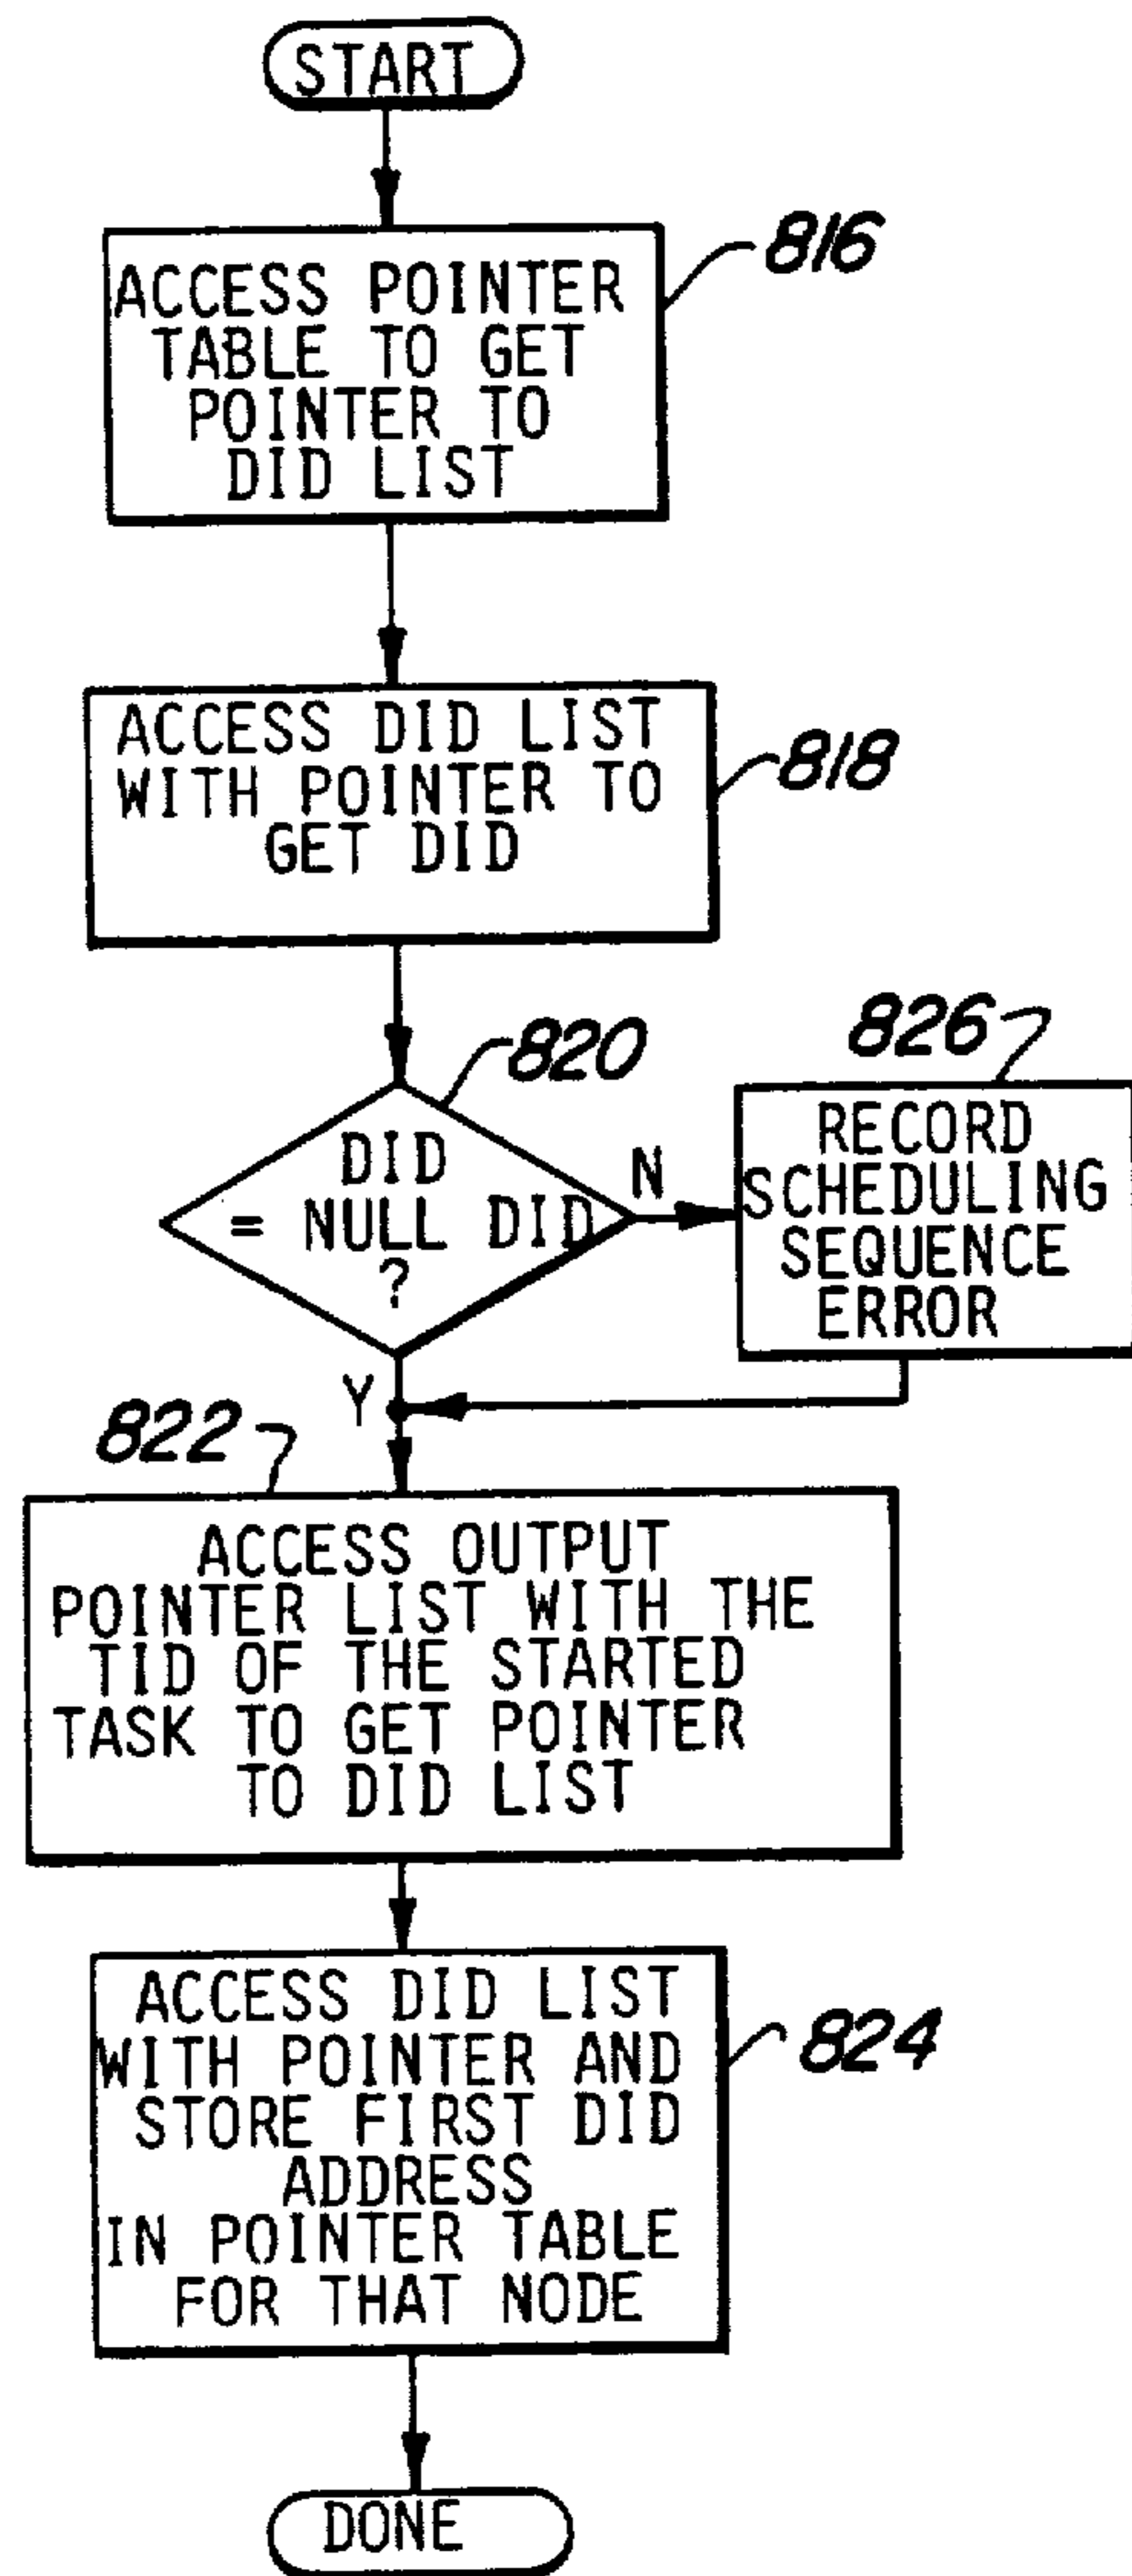 START
816
ACCESS POINTER
TABLE TO GET
POINTER TO
DID LIST
818
ACCESS DID LIST
WITH POINTER TO
GET DID
820
DID
= NULL DID
?
N
826
RECORD
SCHEDULING
SEQUENCE
ERROR
Y
822
ACCESS OUTPUT
POINTER LIST WITH THE
TID OF THE STARTED
TASK TO GET POINTER
TO DID LIST
824
ACCESS DID LIST
WITH POINTER AND
STORE FIRST DID
ADDRESS
IN POINTER TABLE
FOR THAT NODE
DONE